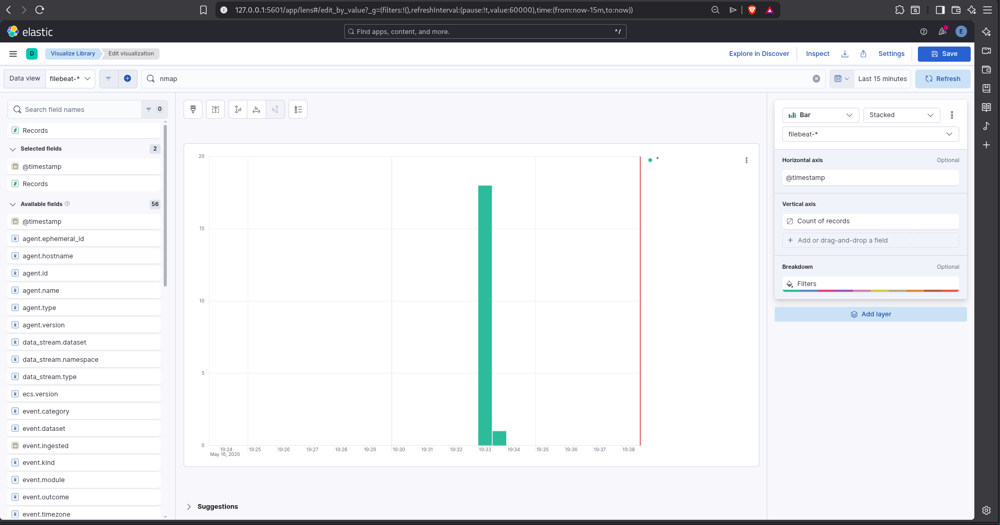 127.0.0.1:5601/app/lens#/edit_by_value?_g=(filters:!(),refreshInterval:(pause:!t,value:60000),time:(from:now-15m,to:now))
elastic
Find apps, content, and more.
^/
E
D
Visualize Library
Edit visualization
Explore in Discover
Inspect
Settings
Save
Data view
filebeat-*
nmap
Last 15 minutes
Refresh
Search field names
0
Records
Selected fields
2
@timestamp
Records
Available fields
56
@timestamp
agent.ephemeral_id
agent.hostname
agent.id
agent.name
agent.type
agent.version
data_stream.dataset
data_stream.namespace
data_stream.type
ecs.version
event.category
event.dataset
event.ingested
event.kind
event.module
event.outcome
event.timezone
20
15
10
5
0
19:24
19:25
19:26
19:27
19:28
19:29
19:30
19:31
19:32
19:33
19:34
19:35
19:36
19:37
19:38
May 16, 2026
*
Suggestions
Bar
Stacked
filebeat-*
Horizontal axis
Optional
@timestamp
Vertical axis
Count of records
Add or drag-and-drop a field
Breakdown
Optional
Filters
Add layer